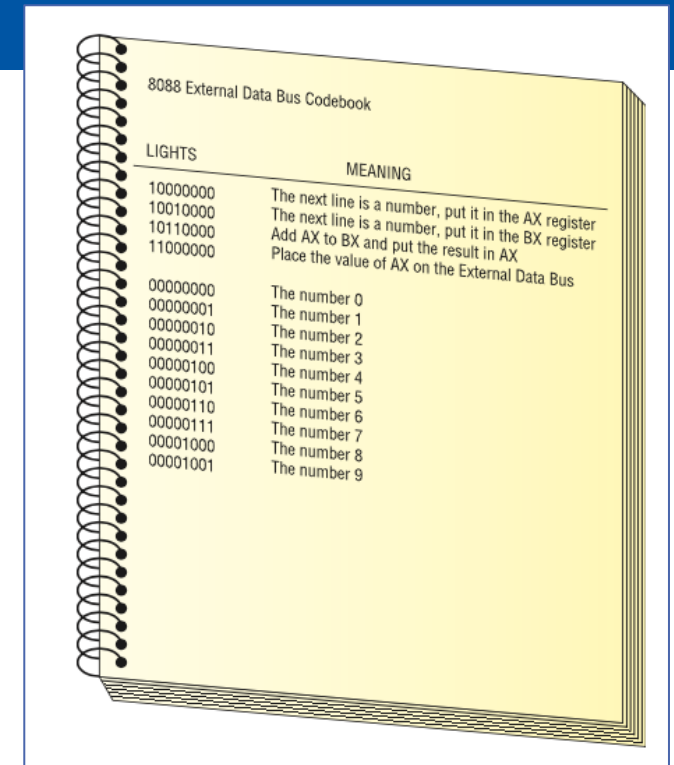 8088 External Data Bus Codebook
LIGHTS MEANING
10000000 The next line is a number, put it in the AX register
10010000 The next line is a number, put it in the BX register
10110000 Add AX to BX and put the result in AX
11000000 Place the value of AX on the External Data Bus
00000000 The number 0
00000001 The number 1
00000010 The number 2
00000011 The number 3
00000100 The number 4
00000101 The number 5
00000110 The number 6
00000111 The number 7
00001000 The number 8
00001001 The number 9